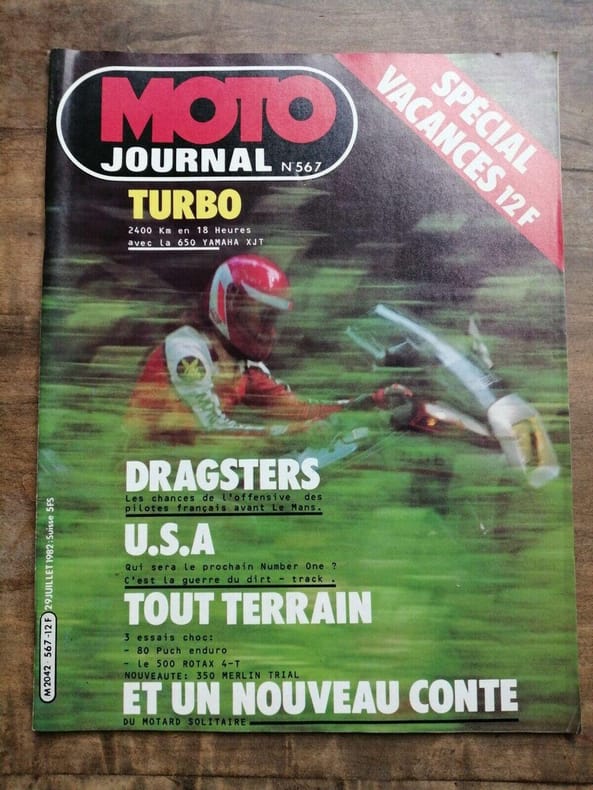 MOTO
JOURNAL N°567
SPÉCIAL
VACANCES 12F
TURBO
2400 Km en 18 Heures
avec la 650 YAMAHA XJT
DRAGSTERS
Les chances de l'offensive des
pilotes français avant Le Mans.
U.S.A
Qui sera le prochain Number One ?
C'est la guerre du dirt - track .
TOUT TERRAIN
3 essais choc:
- 80 Puch enduro
- le 500 ROTAX 4-T
NOUVEAUTE: 350 MERLIN TRIAL
ET UN NOUVEAU CONTE
DU MOTARD SOLITAIRE
29 JUILLET 1982 : Suisse 5FS
M 2042 - 567 - 12 F